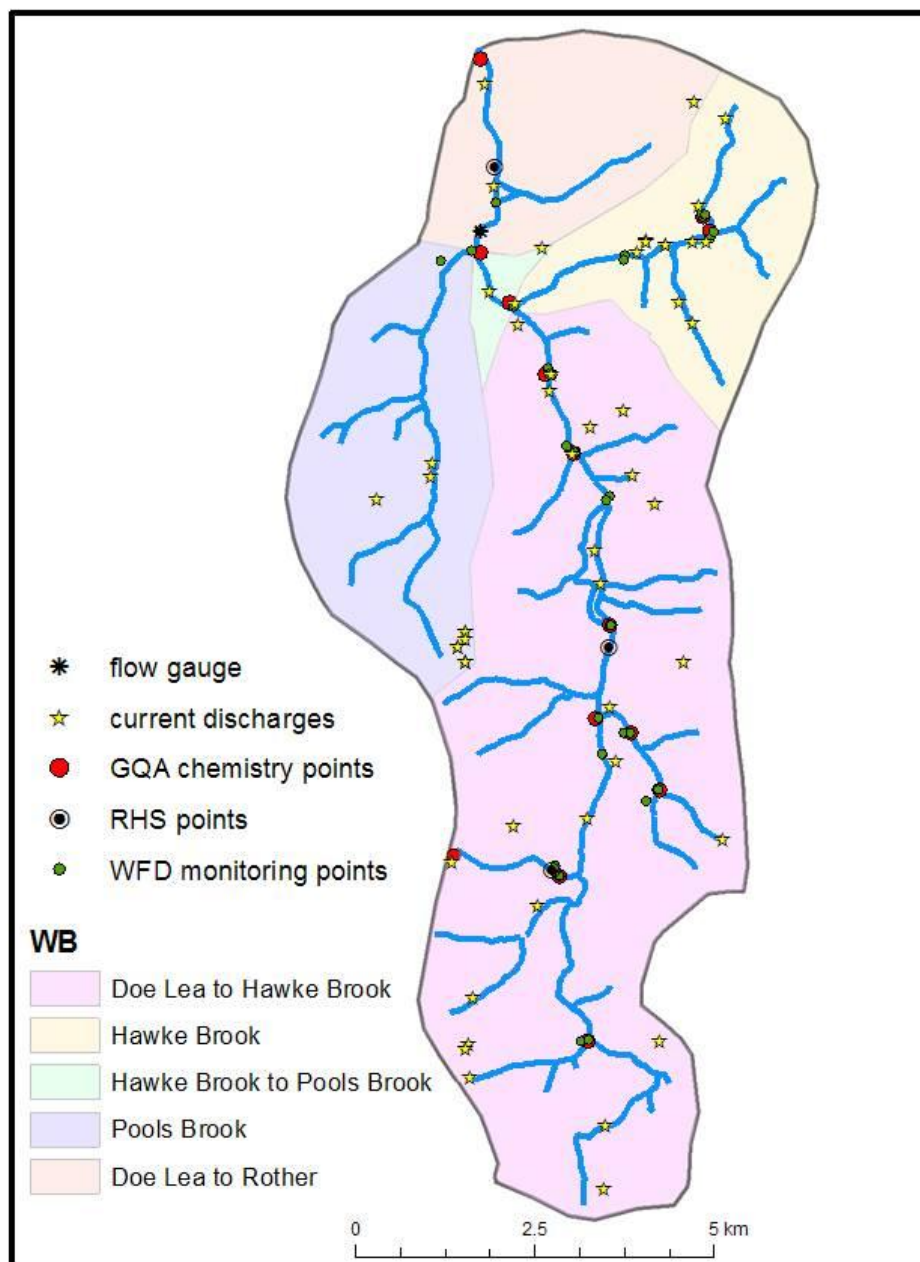 flow gauge
current discharges
GQA chemistry points
RHS points
WFD monitoring points
WB
Doe Lea to Hawke Brook
Hawke Brook
Hawke Brook to Pools Brook
Pools Brook
Doe Lea to Rother
0 2.5 5 km